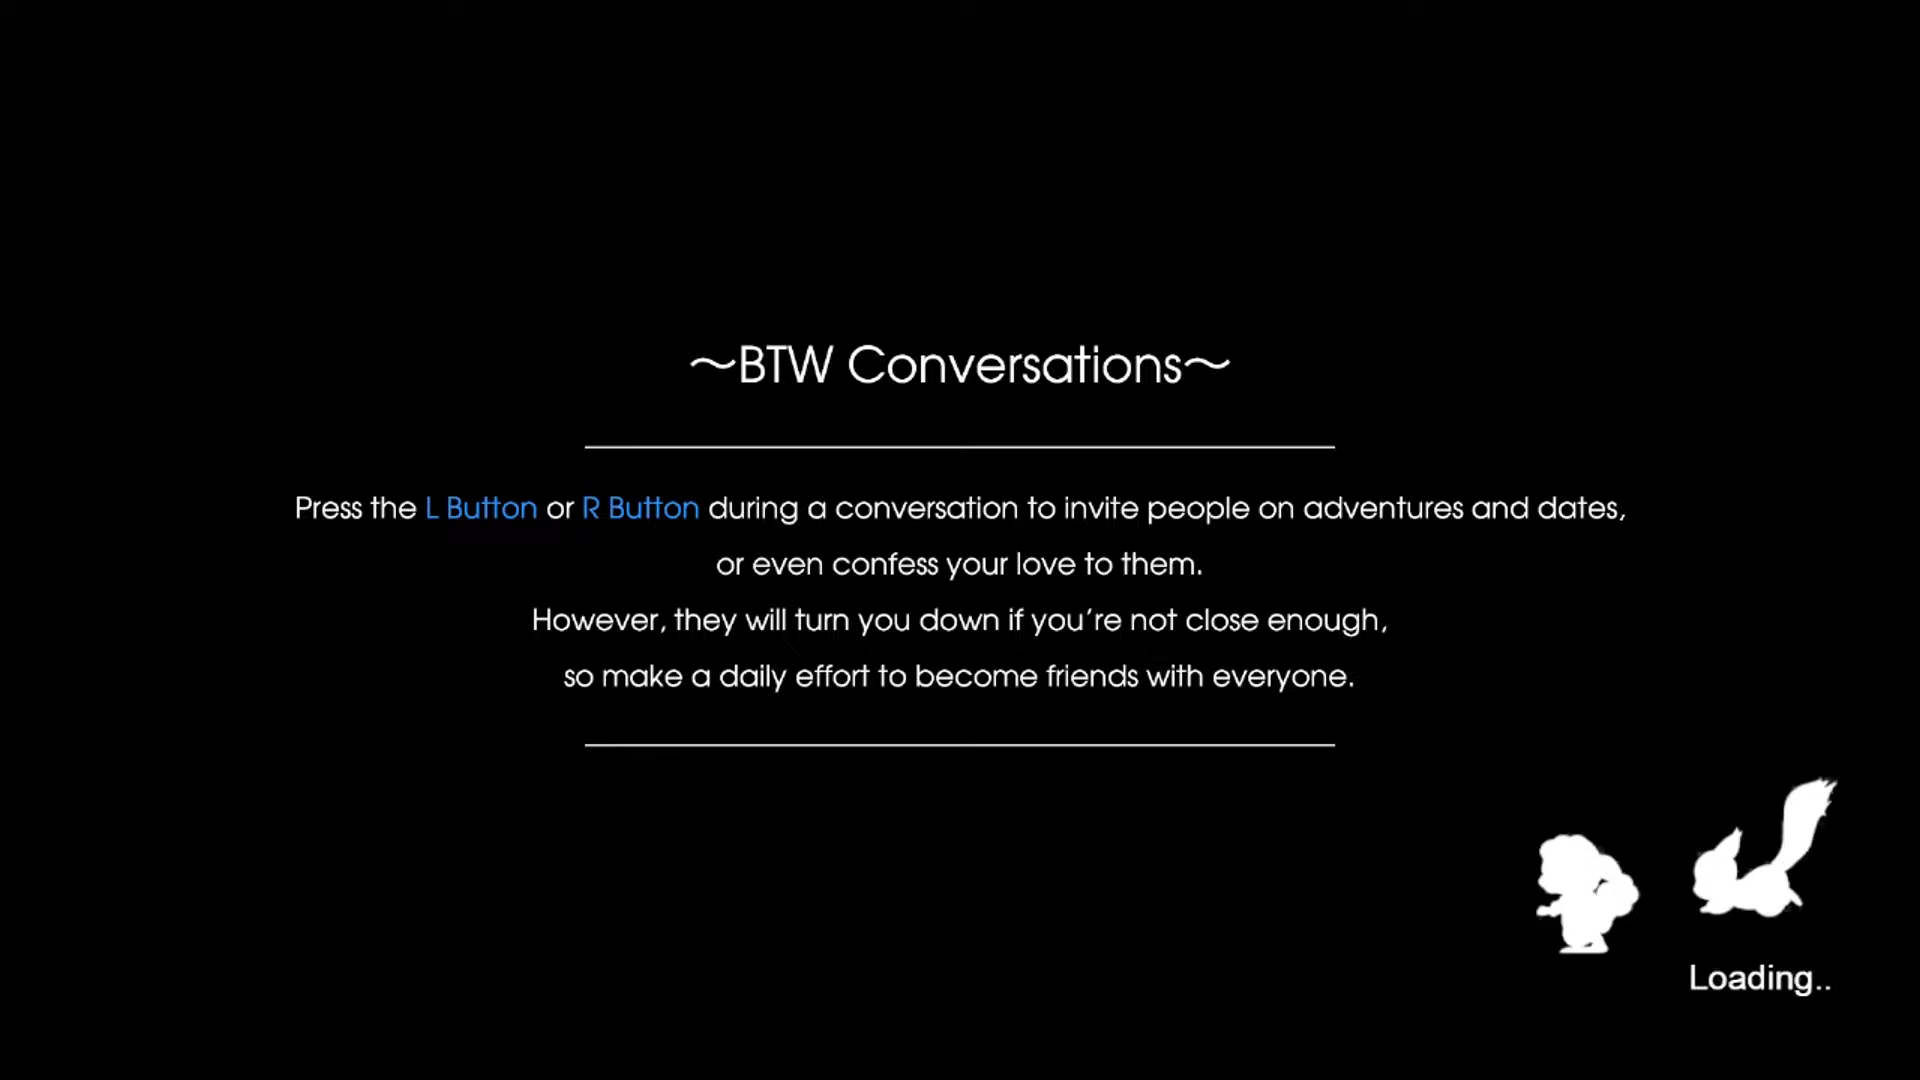 ～BTW Conversations～
Press the L Button or R Button during a conversation to invite people on adventures and dates,
or even confess your love to them.
However, they will turn you down if you’re not close enough,
so make a daily effort to become friends with everyone.
Loading..